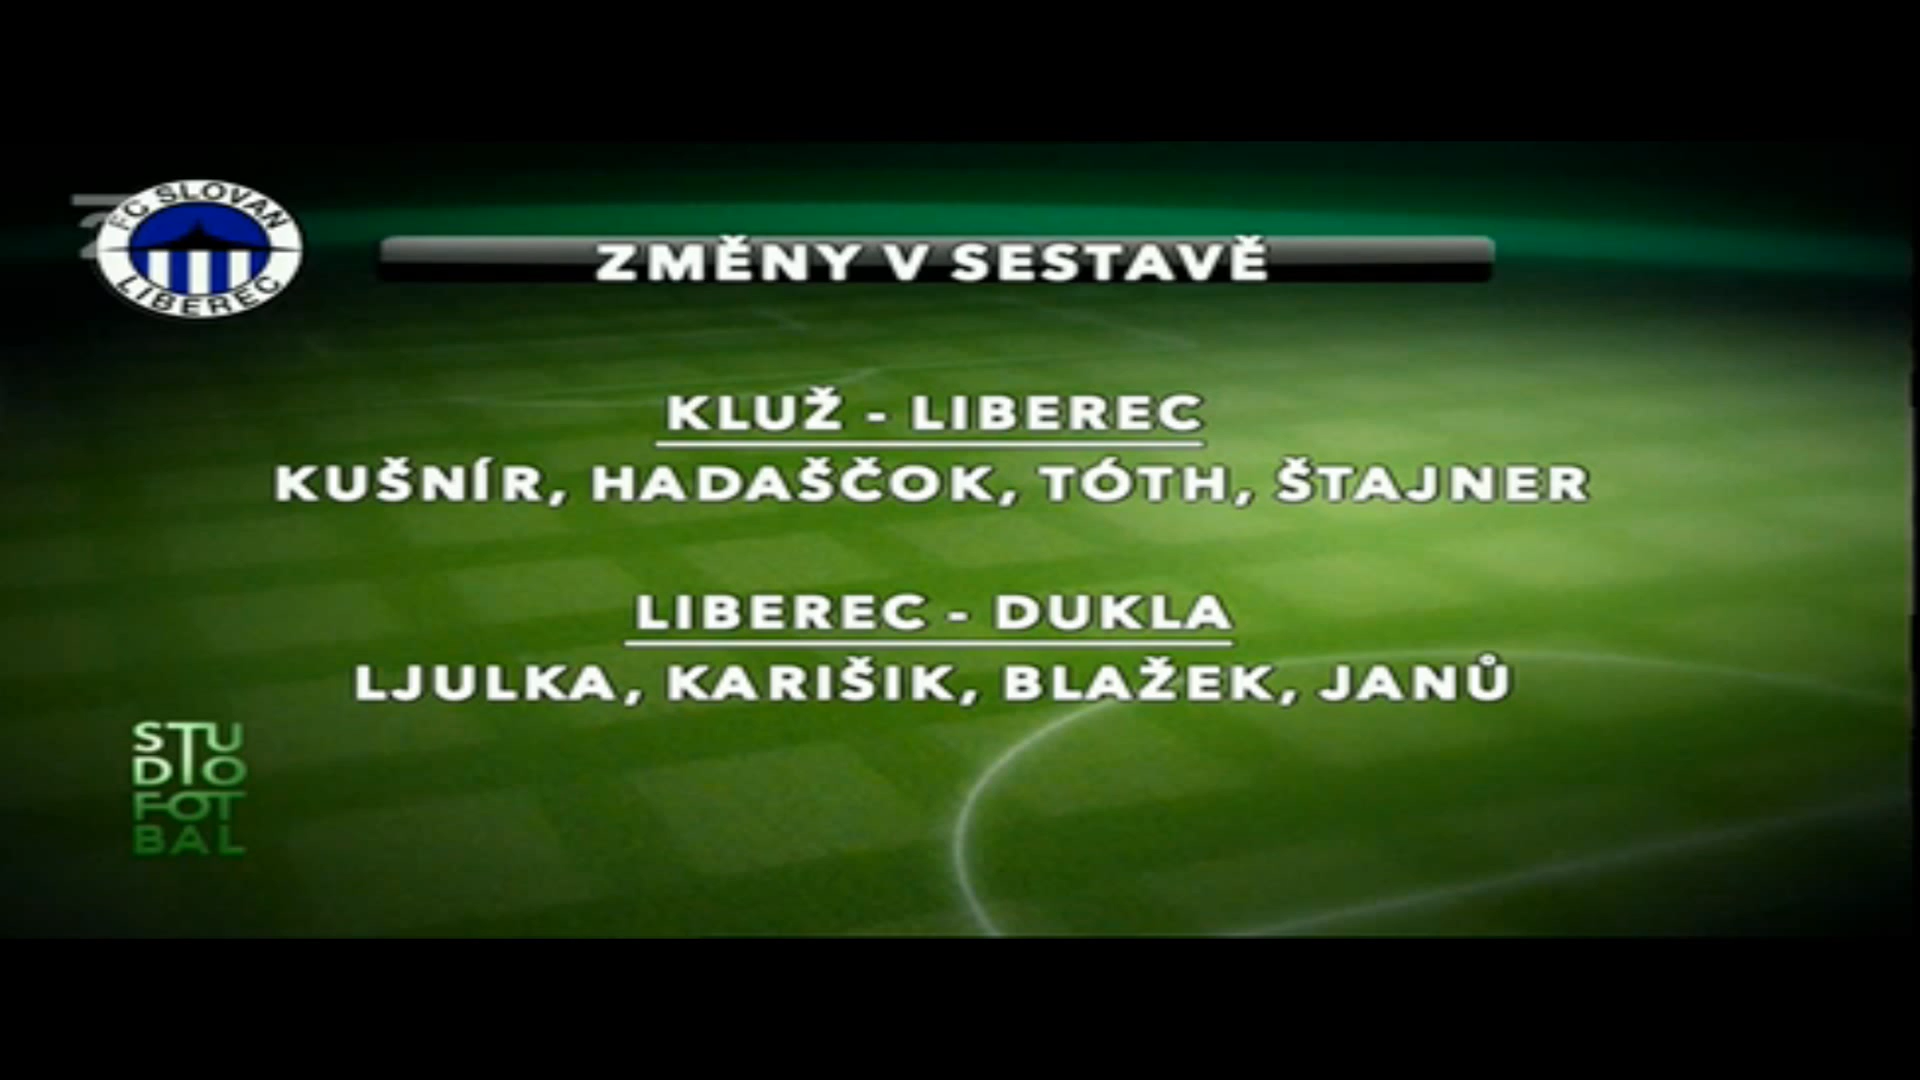 FC SLOVAN
LIBEREC
ZMĚNY V SESTAVĚ
KLUŽ - LIBEREC
KUŠNÍR, HADAŠČOK, TÓTH, ŠTAJNER
LIBEREC - DUKLA
LJULKA, KARIŠIK, BLAŽEK, JANŮ
STU
DIO
FOT
BAL